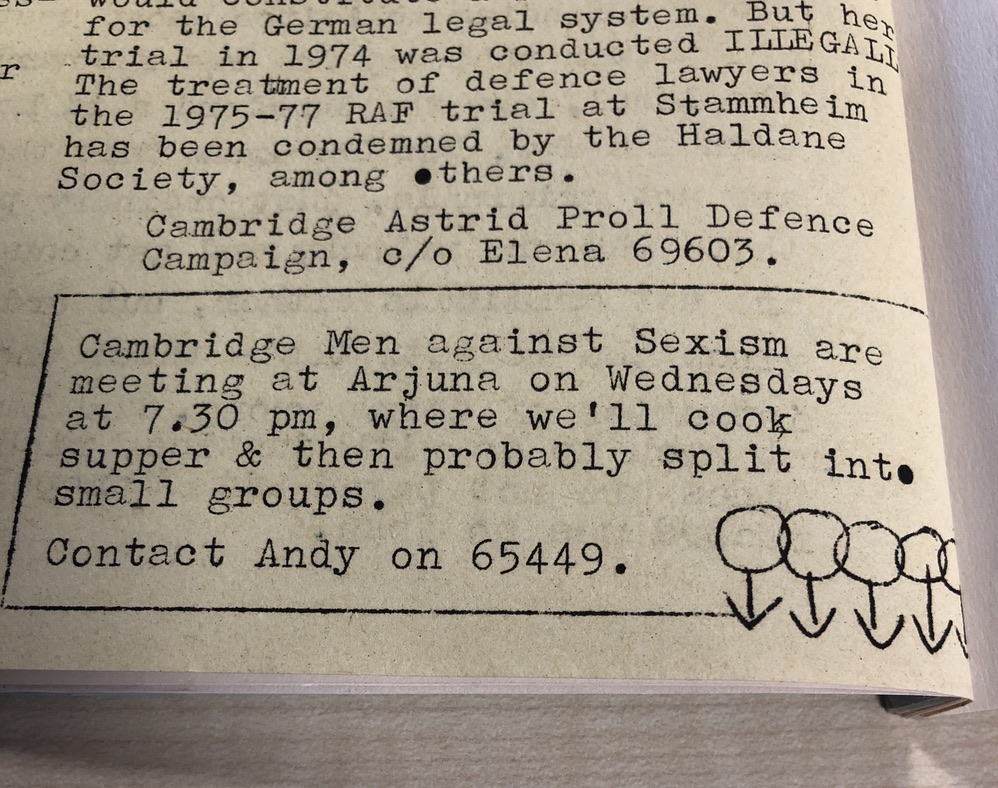 would constitute a
for the German legal system. But her
r trial in 1974 was conducted ILLEGALL
The treatment of defence lawyers in
the 1975-77 RAF trial at Stammheim
has been condemned by the Haldane
Society, among others.
Cambridge Astrid Proll Defence
Campaign, c/o Elena 69603.
Cambridge Men against Sexism are
meeting at Arjuna on Wednesdays
at 7.30 pm, where we'll cook
supper & then probably split into
small groups.
Contact Andy on 65449.